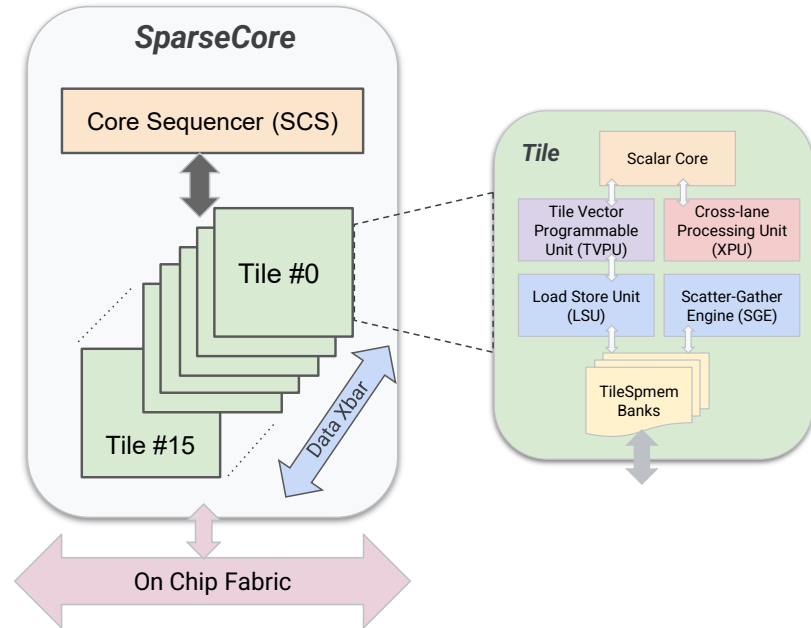 SparseCore
Core Sequencer (SCS)
Tile #0
Tile #15
Data Xbar
On Chip Fabric
Tile
Scalar Core
Tile Vector
Programmable
Unit (TVPU)
Cross-lane
Processing Unit
(XPU)
Load Store Unit
(LSU)
Scatter-Gather
Engine (SGE)
TileSpmem
Banks